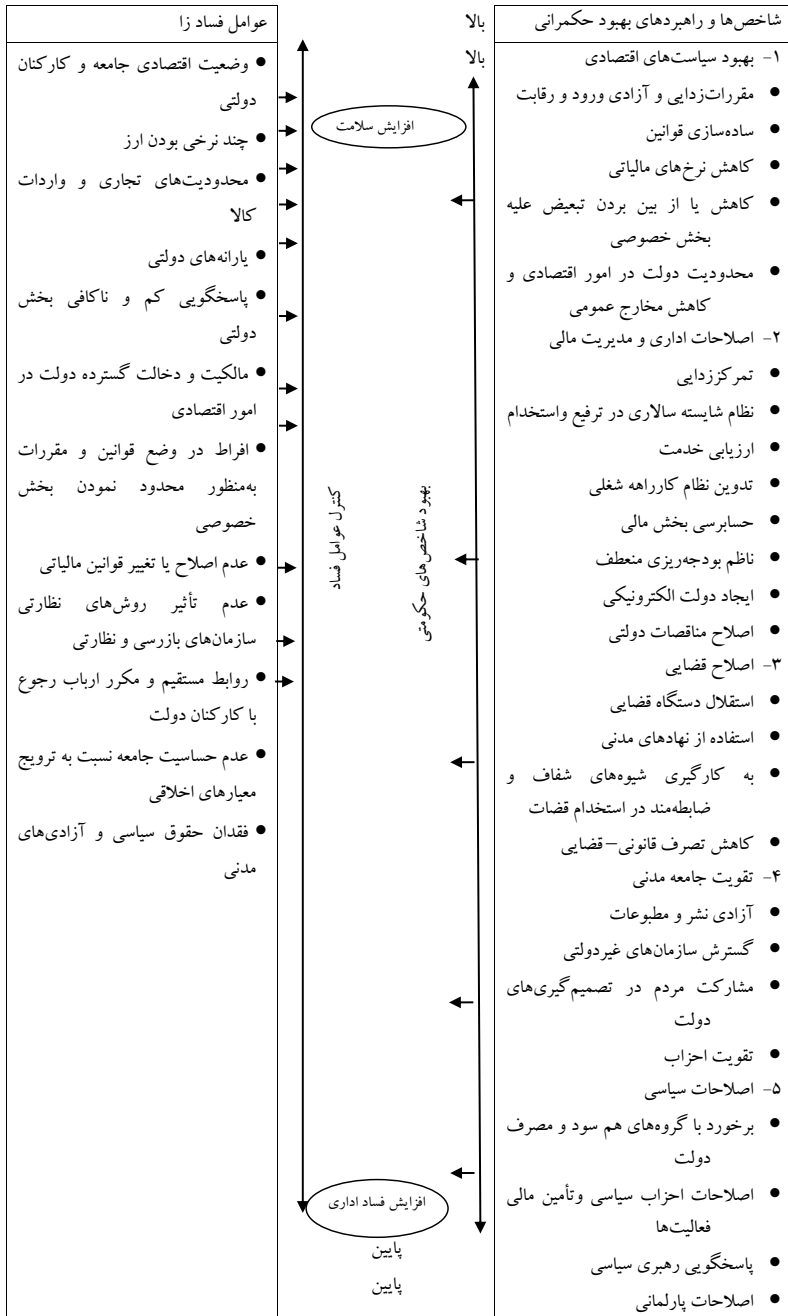 شاخص‌ها و راهبردهای بهبود حکمرانی
۱- بهبود سیاست‌های اقتصادی
● مقررات‌زدایی و آزادی ورود و رقابت
● ساده‌سازی قوانین
● کاهش نرخ‌های مالیاتی
● کاهش یا از بین بردن تبعیض علیه
بخش خصوصی
● محدودیت دولت در امور اقتصادی و
کاهش مخارج عمومی
۲- اصلاحات اداری و مدیریت مالی
● تمرکززدایی
● نظام شایسته سالاری در ترفیع واستخدام
● ارزیابی خدمت
● تدوین نظام کارراهه شغلی
● حسابرسی بخش مالی
● ناظم بودجه‌ریزی منعطف
● ایجاد دولت الکترونیکی
● اصلاح مناقصات دولتی
۳- اصلاح قضایی
● استقلال دستگاه قضایی
● استفاده از نهادهای مدنی
● به کارگیری شیوه‌های شفاف و
ضابطه‌مند در استخدام قضات
● کاهش تصرف قانونی– قضایی
۴- تقویت جامعه مدنی
● آزادی نشر و مطبوعات
● گسترش سازمان‌های غیردولتی
● مشارکت مردم در تصمیم‌گیری‌های
دولت
● تقویت احزاب
۵- اصلاحات سیاسی
● برخورد با گروه‌های هم سود و مصرف
دولت
● اصلاحات احزاب سیاسی وتأمین مالی
فعالیت‌ها
● پاسخگویی رهبری سیاسی
● اصلاحات پارلمانی
بالا
بالا
افزایش سلامت
بهبود شاخص‌های حکومتی
کنترل عوامل فساد
افزایش فساد اداری
پایین
پایین
عوامل فساد زا
● وضعیت اقتصادی جامعه و کارکنان
دولتی
● چند نرخی بودن ارز
● محدودیت‌های تجاری و واردات
کالا
● یارانه‌های دولتی
● پاسخگویی کم و ناکافی بخش
دولتی
● مالکیت و دخالت گسترده دولت در
امور اقتصادی
● افراط در وضع قوانین و مقررات
به‌منظور محدود نمودن بخش
خصوصی
● عدم اصلاح یا تغییر قوانین مالیاتی
● عدم تأثیر روش‌های نظارتی
سازمان‌های بازرسی و نظارتی
● روابط مستقیم و مکرر ارباب رجوع
با کارکنان دولت
● عدم حساسیت جامعه نسبت به ترویج
معیارهای اخلاقی
● فقدان حقوق سیاسی و آزادی‌های
مدنی